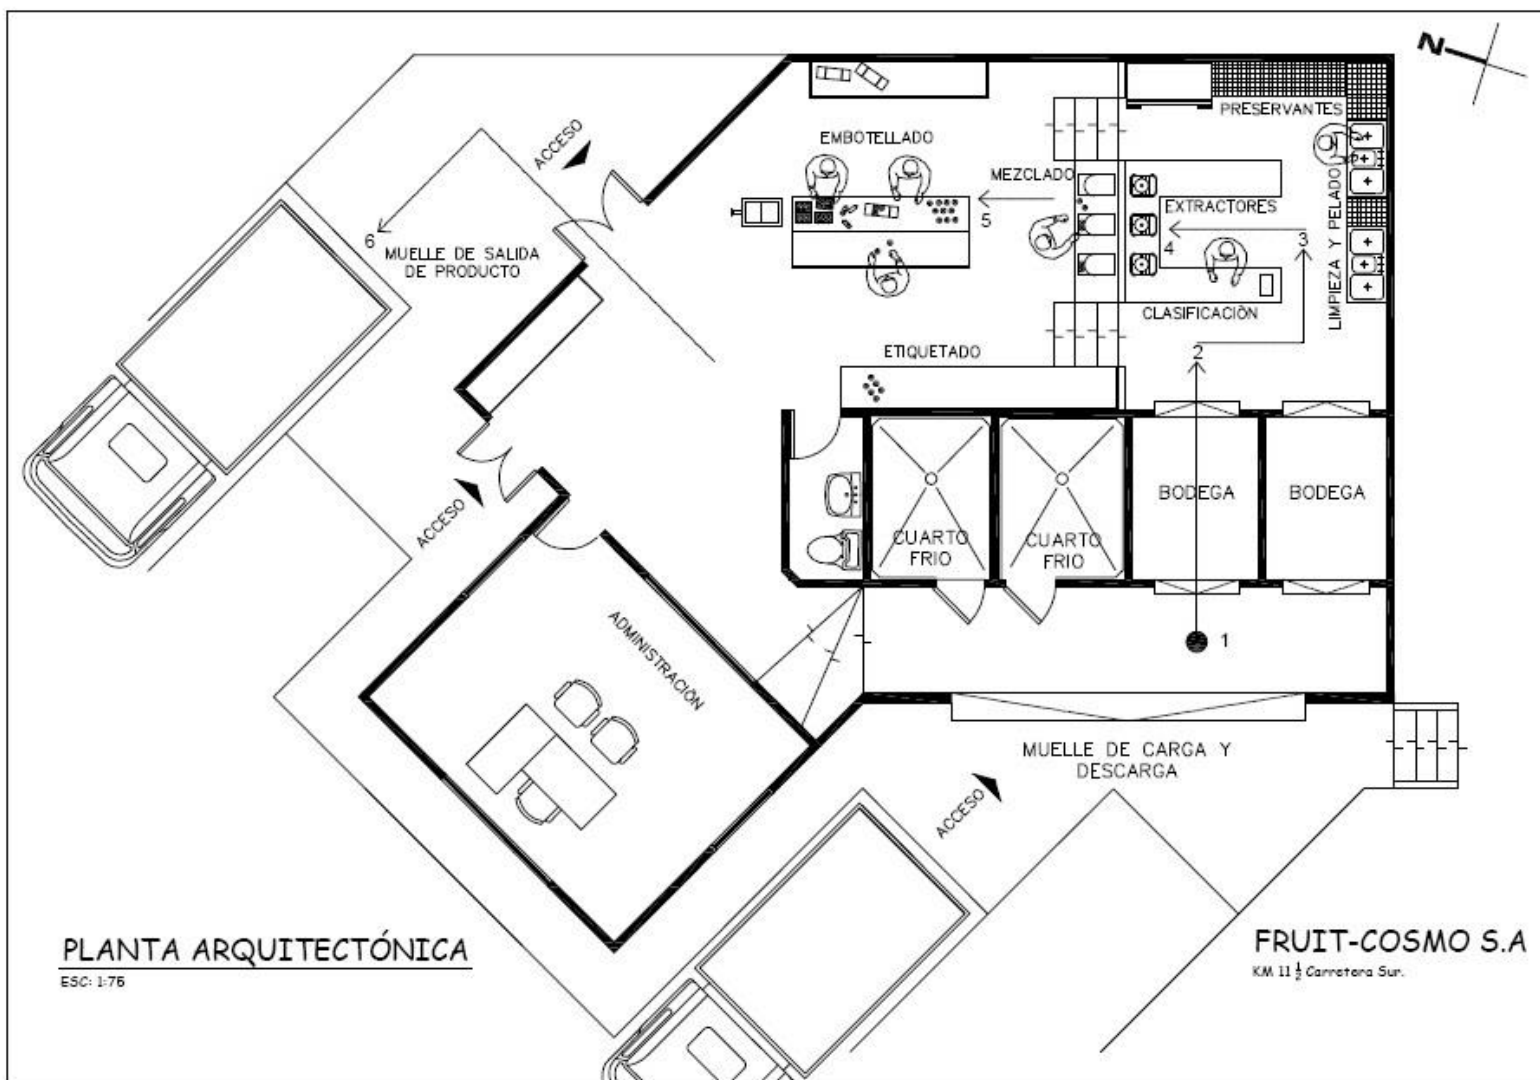 N
PRESERVANTES
ACCESO
EMBOTELLADO
MEZCLADO
5
EXTRACTORES
4
3
LIMPIEZA Y PELADO
6
MUELLE DE SALIDA
DE PRODUCTO
CLASIFICACIÒN
ETIQUETADO
2
ACCESO
BODEGA
BODEGA
CUARTO
FRIO
CUARTO
FRIO
ADMINISTRACIÒN
1
MUELLE DE CARGA Y
DESCARGA
ACCESO
PLANTA ARQUITECTÓNICA
ESC: 1:75
FRUIT-COSMO S.A
KM 11 ½ Carretera Sur.